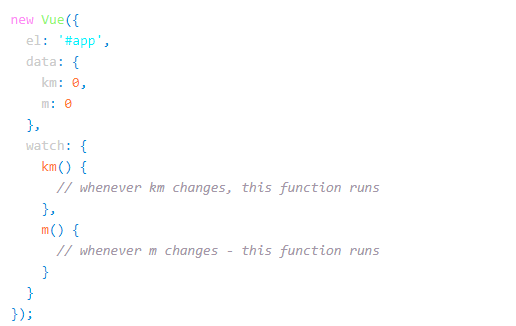 new Vue({
  el: '#app',
  data: {
    km: 0,
    m: 0
  },
  watch: {
    km() {
      // whenever km changes, this function runs
    },
    m() {
      // whenever m changes - this function runs
    }
  }
});